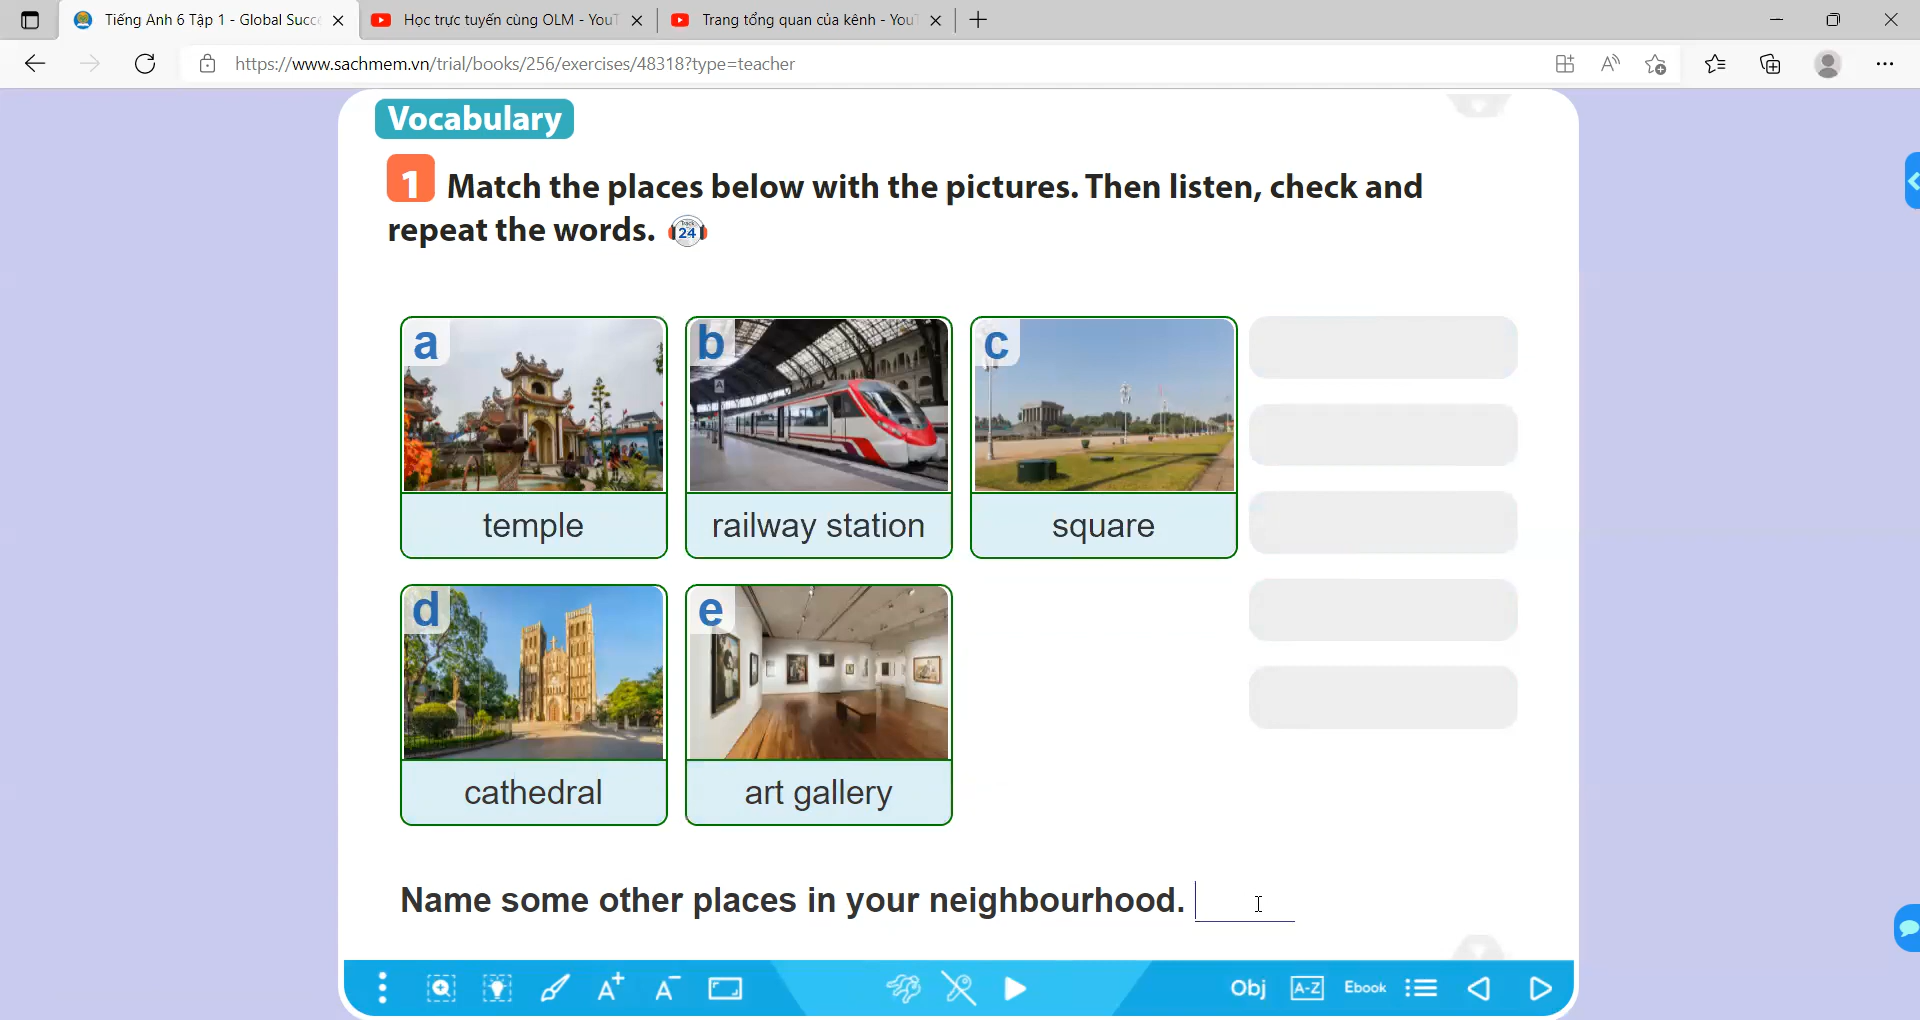 Tiếng Anh 6 Tập 1 - Global Succ
Học trực tuyến cùng OLM - YouT
Trang tổng quan của kênh - YouT
https://www.sachmem.vn/trial/books/256/exercises/48318?type=teacher
Vocabulary
1 Match the places below with the pictures. Then listen, check and
repeat the words. Track 24
a
b
A
c
temple
railway station
square
d
e
cathedral
art gallery
Name some other places in your neighbourhood.
A+ A- Obj A-Z Ebook